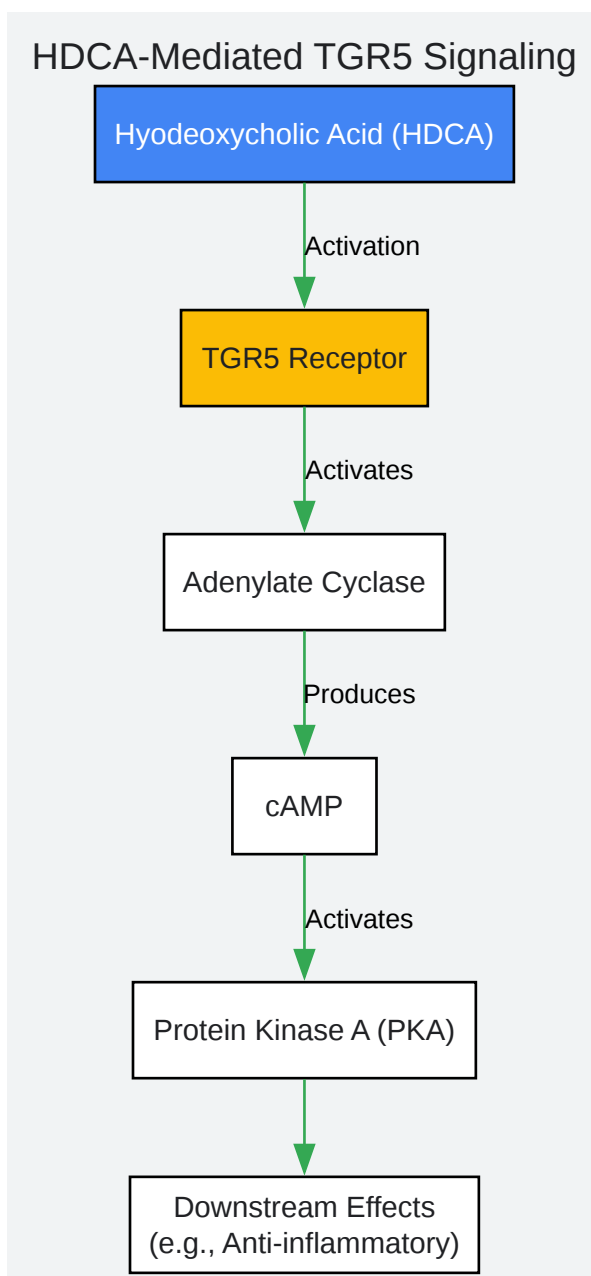 HDCA-Mediated TGR5 Signaling
Hyodeoxycholic Acid (HDCA)
Activation
TGR5 Receptor
Activates
Adenylate Cyclase
Produces
cAMP
Activates
Protein Kinase A (PKA)
Downstream Effects
(e.g., Anti-inflammatory)